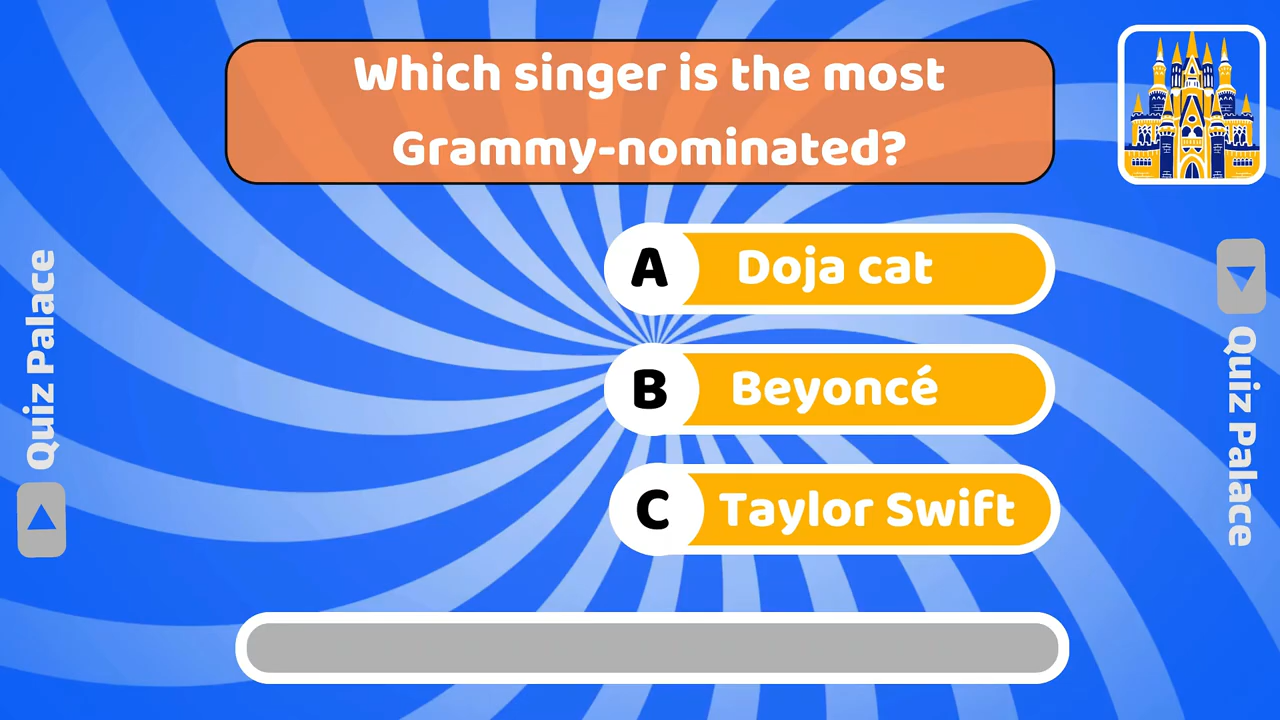 Which singer is the most
Grammy-nominated?
A Doja cat
B Beyoncé
C Taylor Swift
Quiz Palace
Quiz Palace